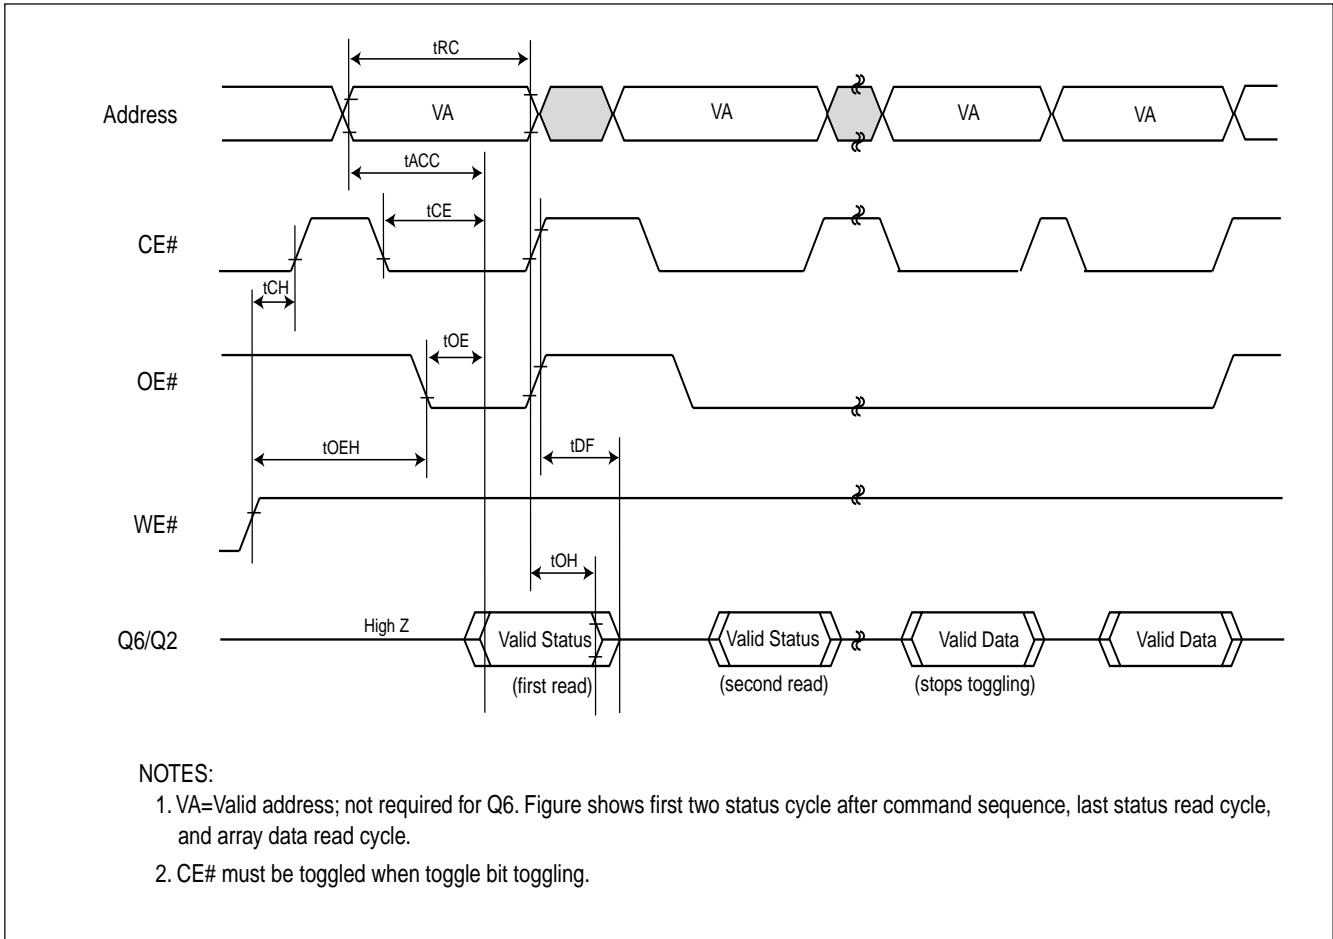 tRC
Address
VA
VA
VA
VA
tACC
tCE
CE#
tCH
tOE
OE#
tOEH
tDF
WE#
tOH
Q6/Q2
High Z
Valid Status
Valid Status
Valid Data
Valid Data
(first read)
(second read)
(stops toggling)
NOTES:
1. VA=Valid address; not required for Q6. Figure shows first two status cycle after command sequence, last status read cycle,
and array data read cycle.
2. CE# must be toggled when toggle bit toggling.